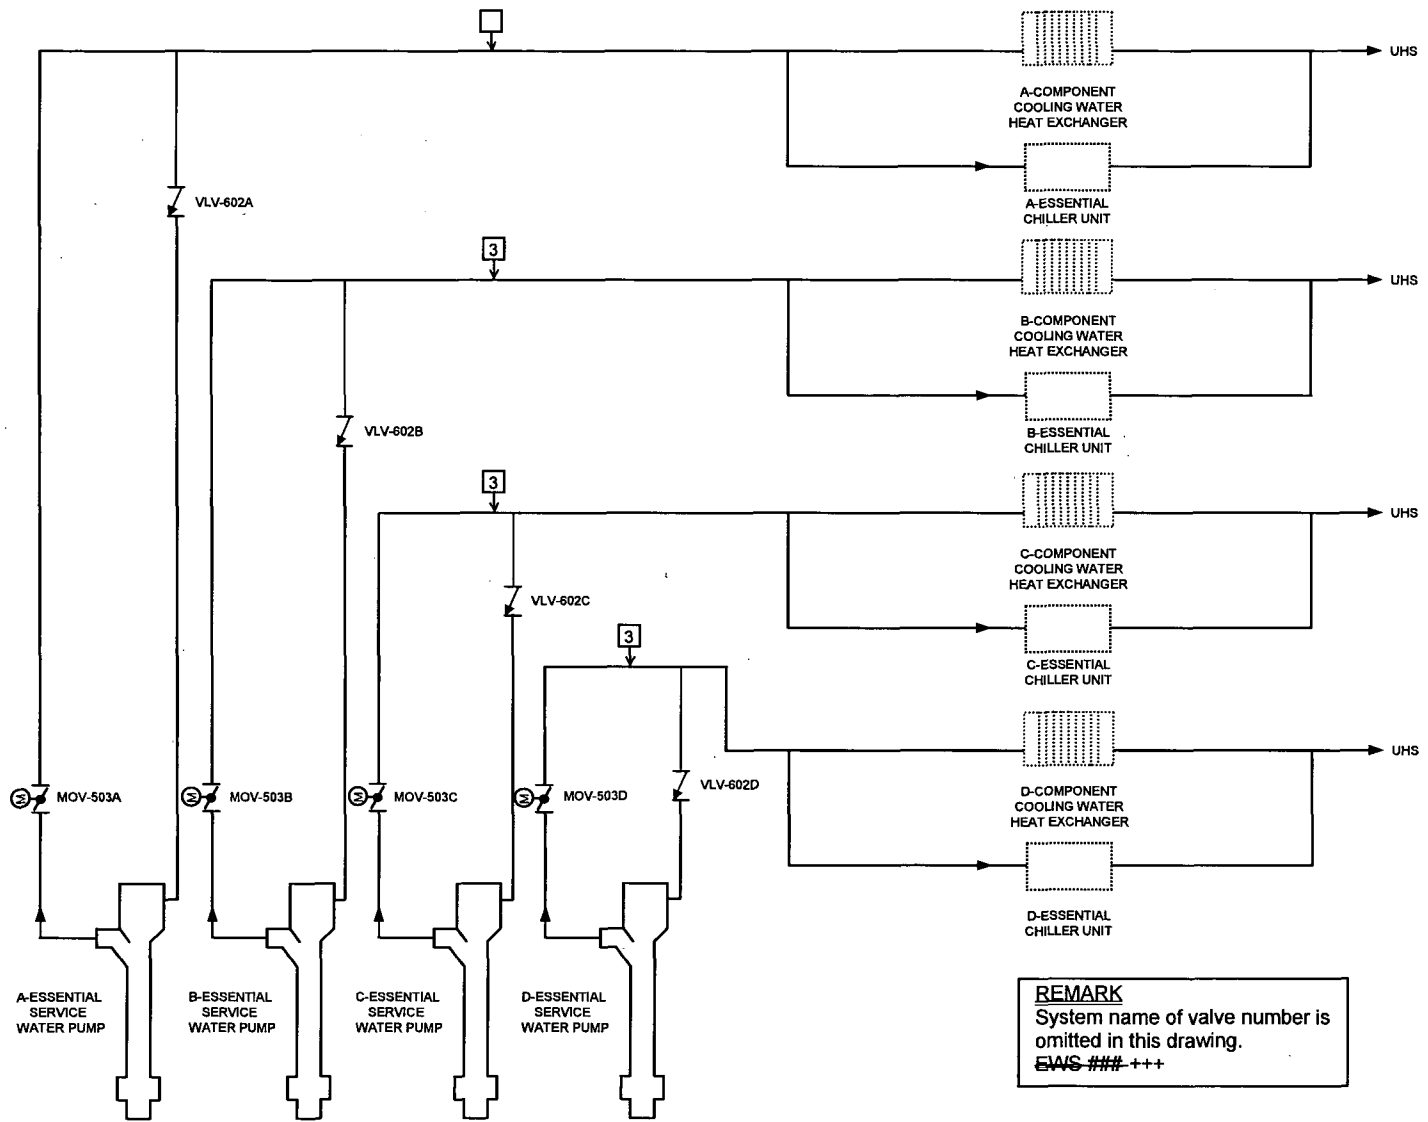 UHS
A-COMPONENT
COOLING WATER
HEAT EXCHANGER
VLV-602A
A-ESSENTIAL
CHILLER UNIT
3
UHS
B-COMPONENT
COOLING WATER
HEAT EXCHANGER
VLV-602B
B-ESSENTIAL
CHILLER UNIT
3
UHS
C-COMPONENT
COOLING WATER
HEAT EXCHANGER
VLV-602C
3
C-ESSENTIAL
CHILLER UNIT
UHS
VLV-602D
D-COMPONENT
COOLING WATER
HEAT EXCHANGER
M MOV-503A
M MOV-503B
M MOV-503C
M MOV-503D
D-ESSENTIAL
CHILLER UNIT
A-ESSENTIAL
SERVICE
WATER PUMP
B-ESSENTIAL
SERVICE
WATER PUMP
C-ESSENTIAL
SERVICE
WATER PUMP
D-ESSENTIAL
SERVICE
WATER PUMP
REMARK
System name of valve number is
omitted in this drawing.
EWS ### +++